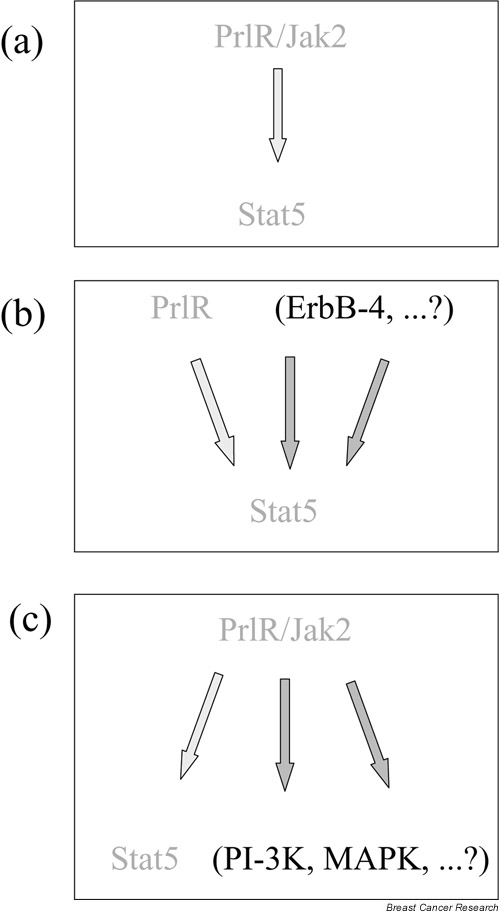 (a)
PrlR/Jak2
Stat5
(b)
PrlR (ErbB-4, ...?)
Stat5
(c)
PrlR/Jak2
Stat5 (PI-3K, MAPK, ...?)
Breast Cancer Research